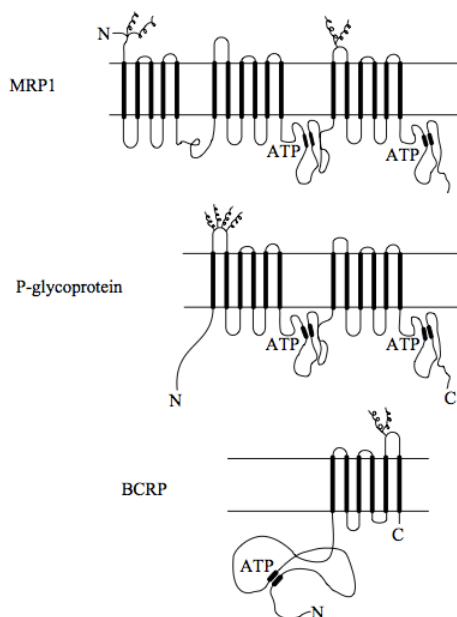 N
MRP1
ATP
ATP
P-glycoprotein
ATP
ATP
N
C
BCRP
C
ATP
N